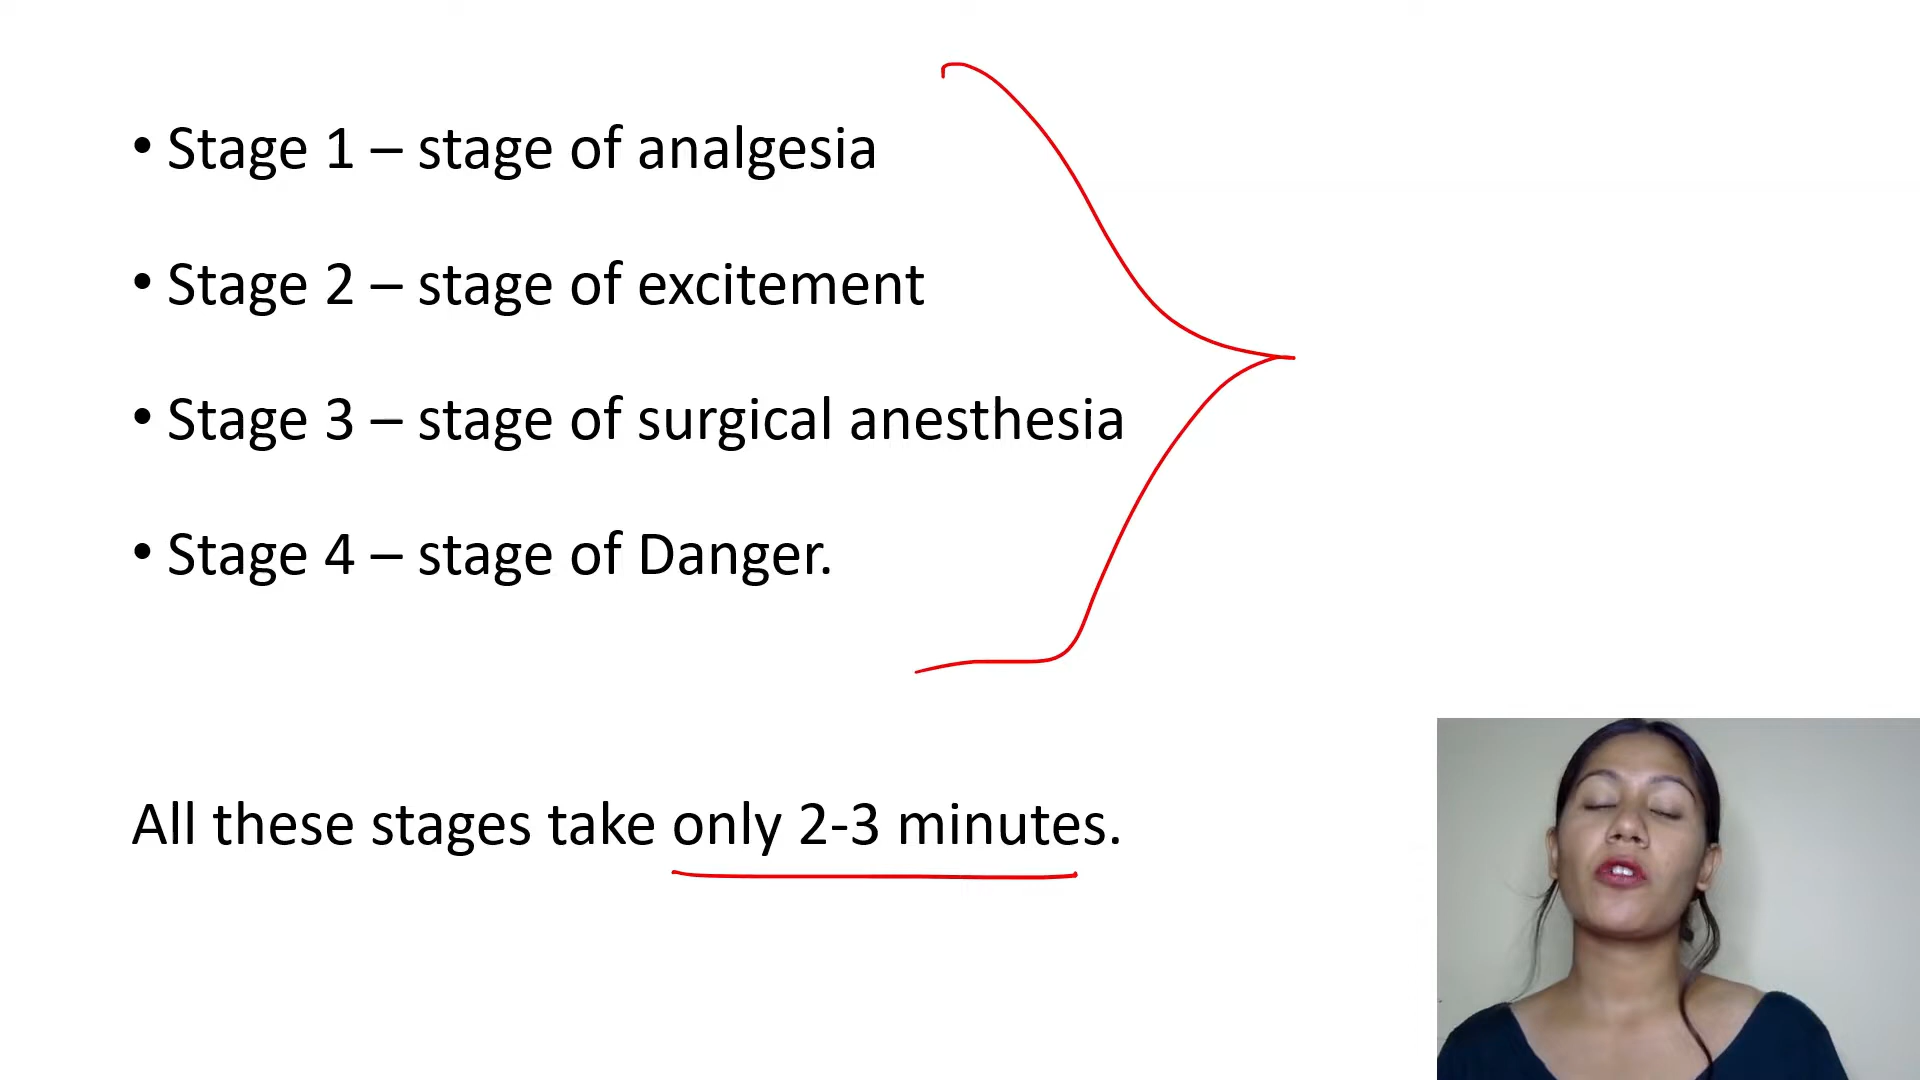 • Stage 1 – stage of analgesia
• Stage 2 – stage of excitement
• Stage 3 – stage of surgical anesthesia
• Stage 4 – stage of Danger.
All these stages take only 2-3 minutes.